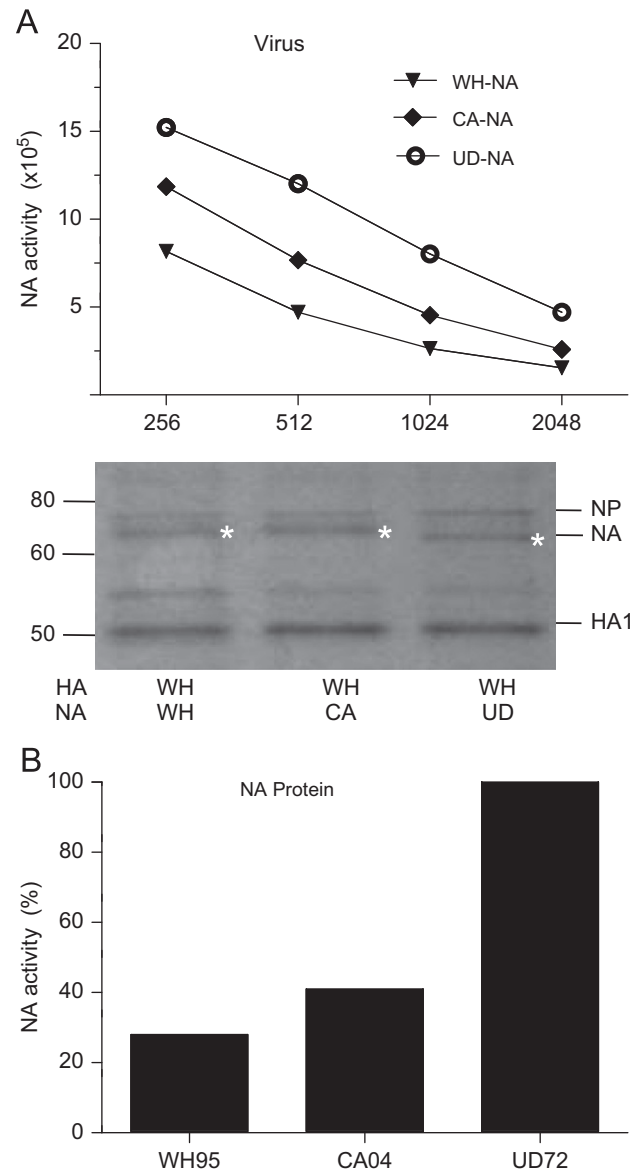 A
Virus
20
15
10
5
NA activity (x10⁵)
WH-NA
CA-NA
UD-NA
256 512 1024 2048
80
60
50
NP
NA
HA1
* * *
HA WH WH WH
NA WH CA UD
B
NA Protein
100
80
60
40
20
0
NA activity (%)
WH95 CA04 UD72